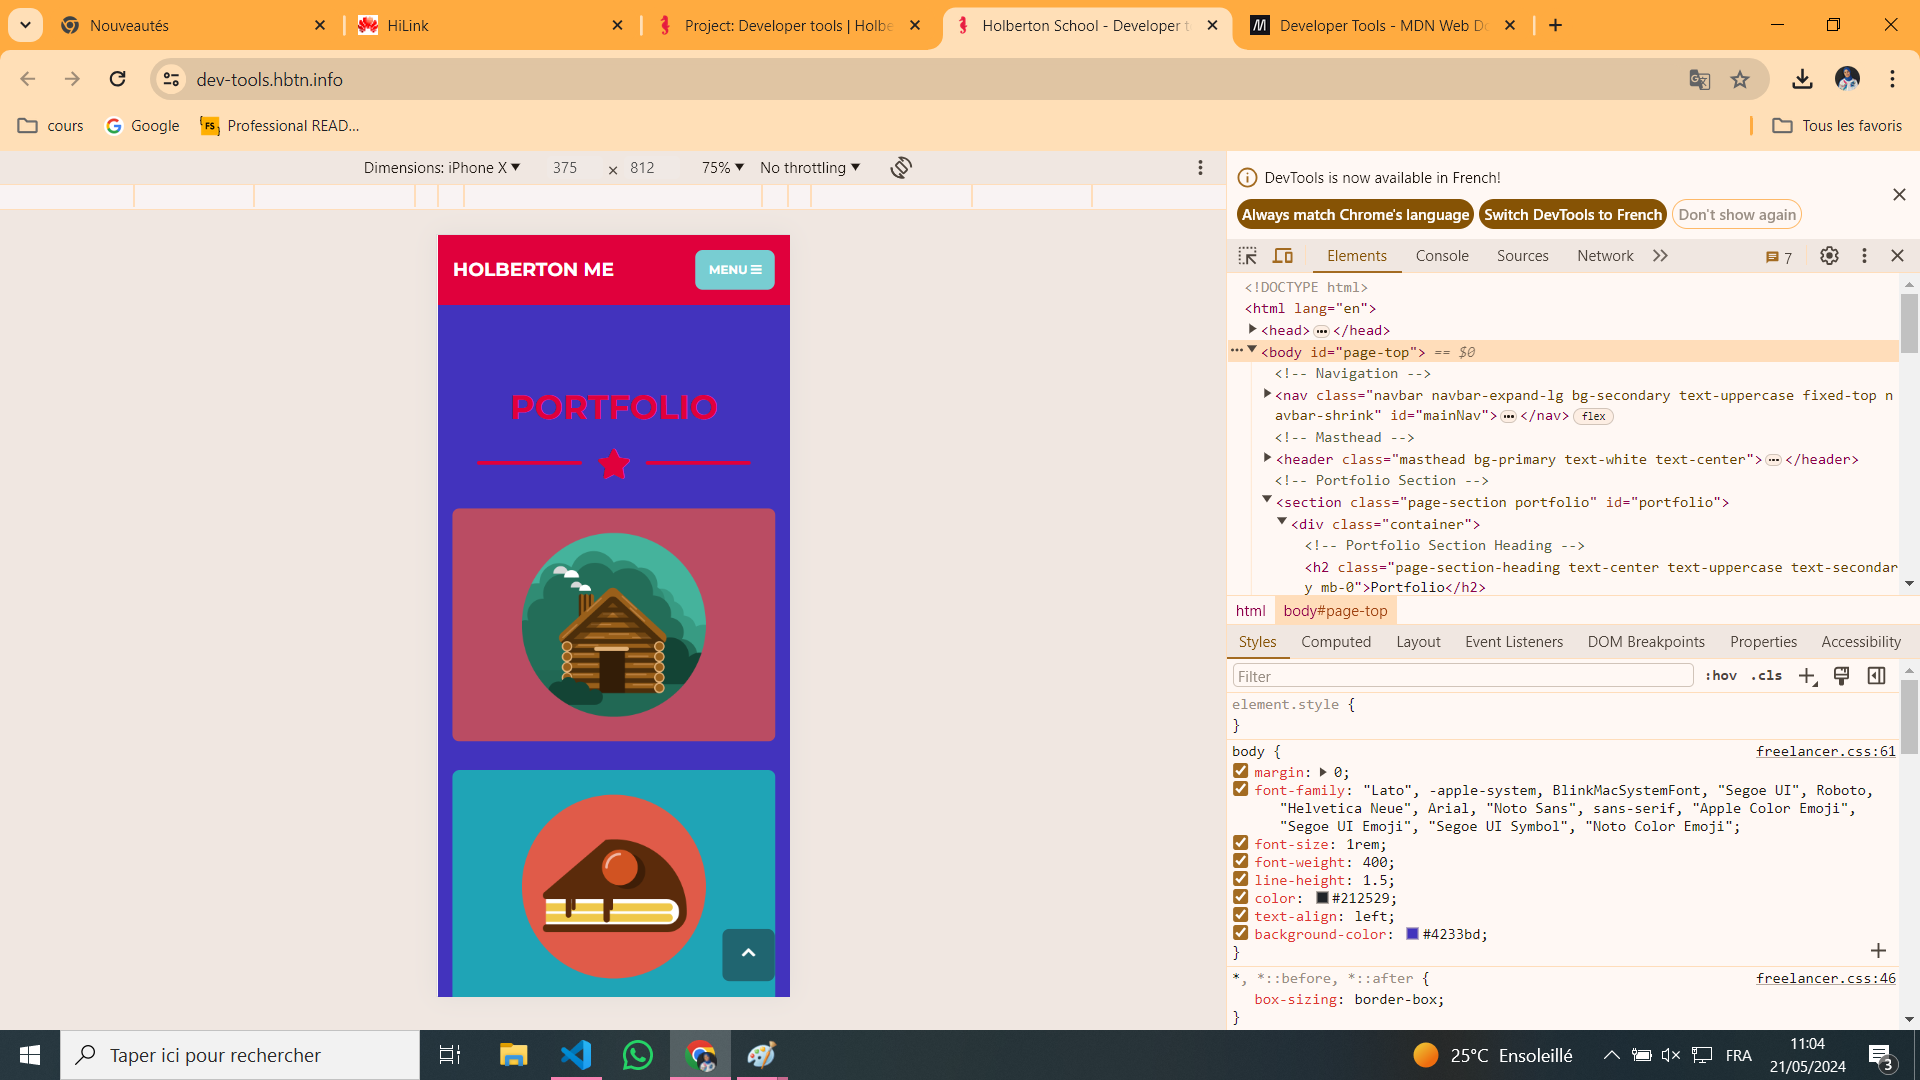 Nouveautés
HiLink
Project: Developer tools | Holbe
Holberton School - Developer t
Developer Tools - MDN Web Do
dev-tools.hbtn.info
cours
Google
Professional READ...
Tous les favoris
Dimensions: iPhone X ▼ 375 × 812 75% ▼ No throttling ▼
DevTools is now available in French!
Always match Chrome's language
Switch DevTools to French
Don't show again
HOLBERTON ME
MENU
PORTFOLIO
Elements Console Sources Network 7
<!DOCTYPE html>
<html lang="en">
<head>…</head>
<body id="page-top"> == $0
<!-- Navigation -->
<nav class="navbar navbar-expand-lg bg-secondary text-uppercase fixed-top n
avbar-shrink" id="mainNav">…</nav> flex
<!-- Masthead -->
<header class="masthead bg-primary text-white text-center">…</header>
<!-- Portfolio Section -->
<section class="page-section portfolio" id="portfolio">
<div class="container">
<!-- Portfolio Section Heading -->
<h2 class="page-section-heading text-center text-uppercase text-secondar
y mb-0">Portfolio</h2>
html body#page-top
Styles Computed Layout Event Listeners DOM Breakpoints Properties Accessibility
Filter :hov .cls
element.style {
}
body { freelancer.css:61
margin: 0;
font-family: "Lato", -apple-system, BlinkMacSystemFont, "Segoe UI", Roboto,
"Helvetica Neue", Arial, "Noto Sans", sans-serif, "Apple Color Emoji",
"Segoe UI Emoji", "Segoe UI Symbol", "Noto Color Emoji";
font-size: 1rem;
font-weight: 400;
line-height: 1.5;
color: #212529;
text-align: left;
background-color: #4233bd;
}
*, *::before, *::after { freelancer.css:46
box-sizing: border-box;
}
Taper ici pour rechercher
25°C Ensoleillé
FRA
11:04
21/05/2024
3